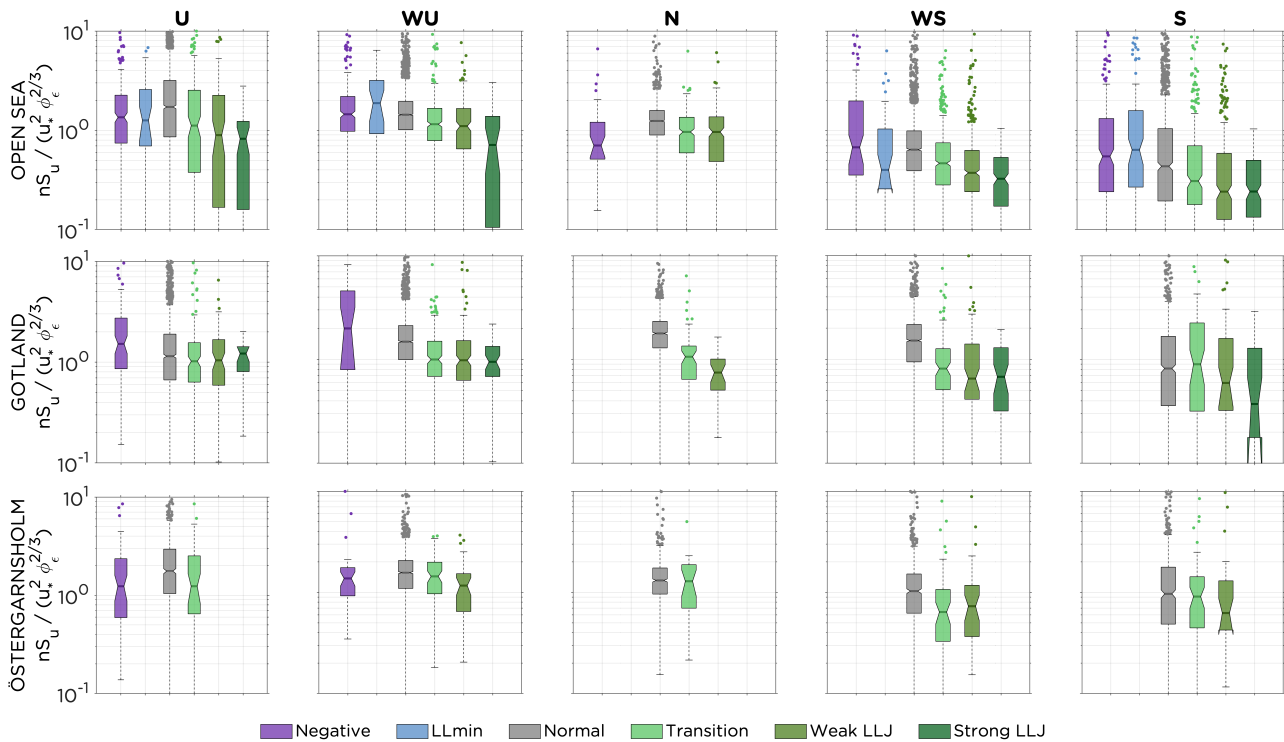 U WU N WS S
OPEN SEA
nS_u / (u_*^2 ϕ_ϵ^{2/3})
10^1
10^0
10^-1
GOTLAND
nS_u / (u_*^2 ϕ_ϵ^{2/3})
10^1
10^0
10^-1
ÖSTERGARNSHOLM
nS_u / (u_*^2 ϕ_ϵ^{2/3})
10^1
10^0
10^-1
Negative LLmin Normal Transition Weak LLJ Strong LLJ